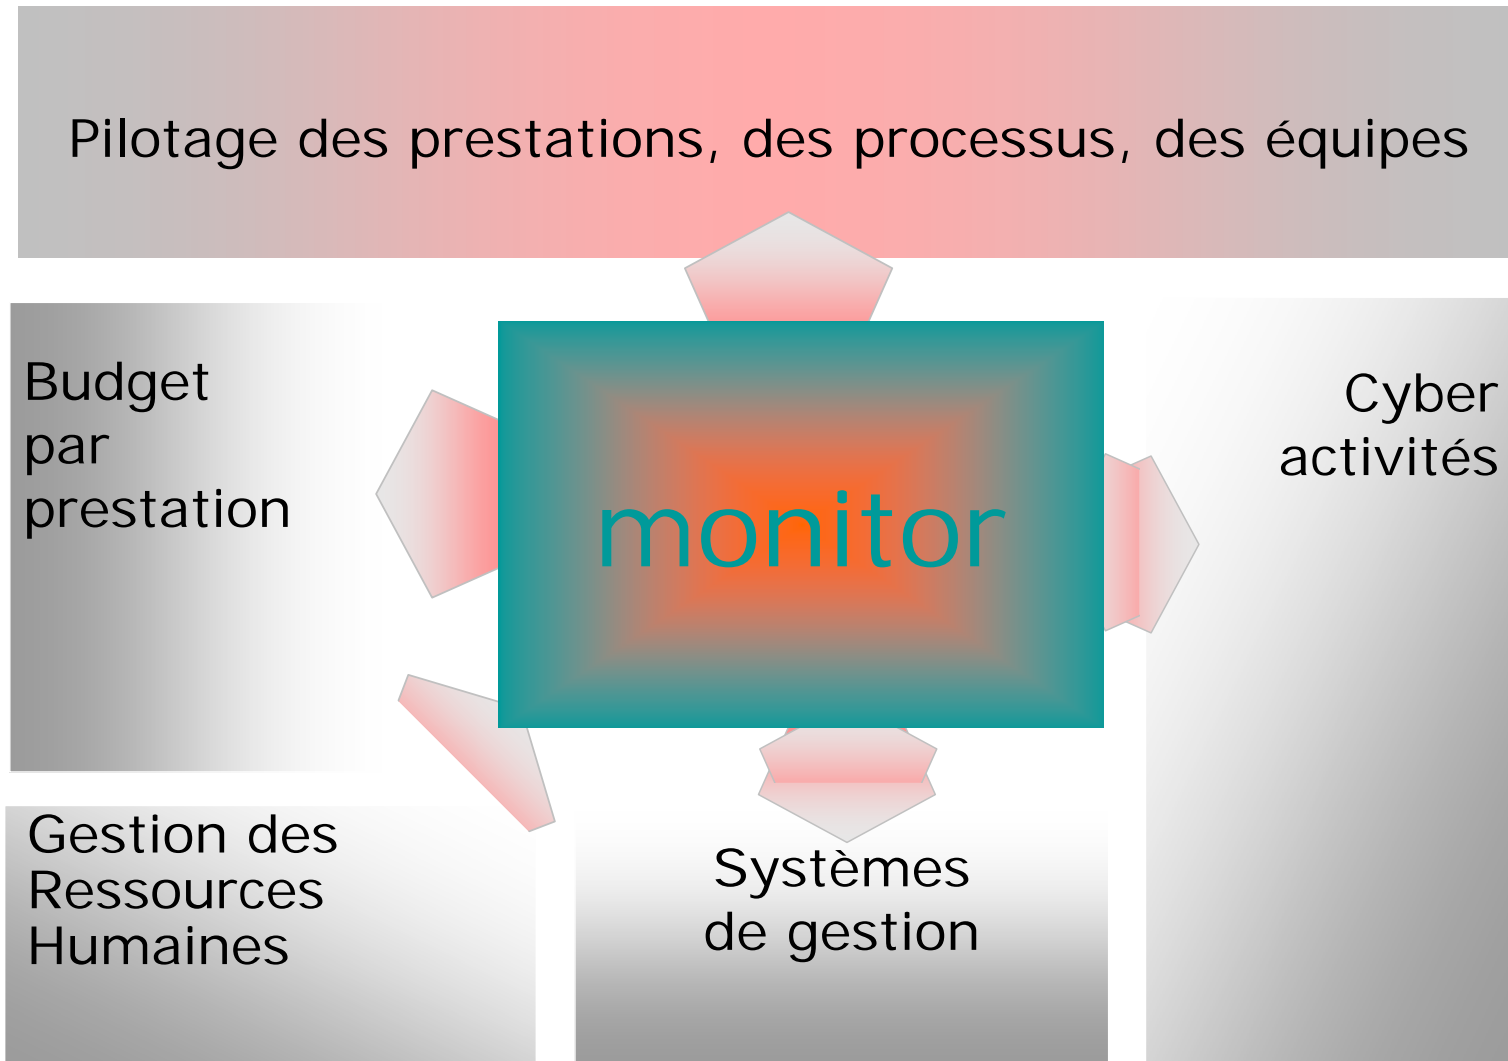 Pilotage des prestations, des processus, des équipes
Budget
par
prestation
Cyber
activités
monitor
Gestion des
Ressources
Humaines
Systèmes
de gestion